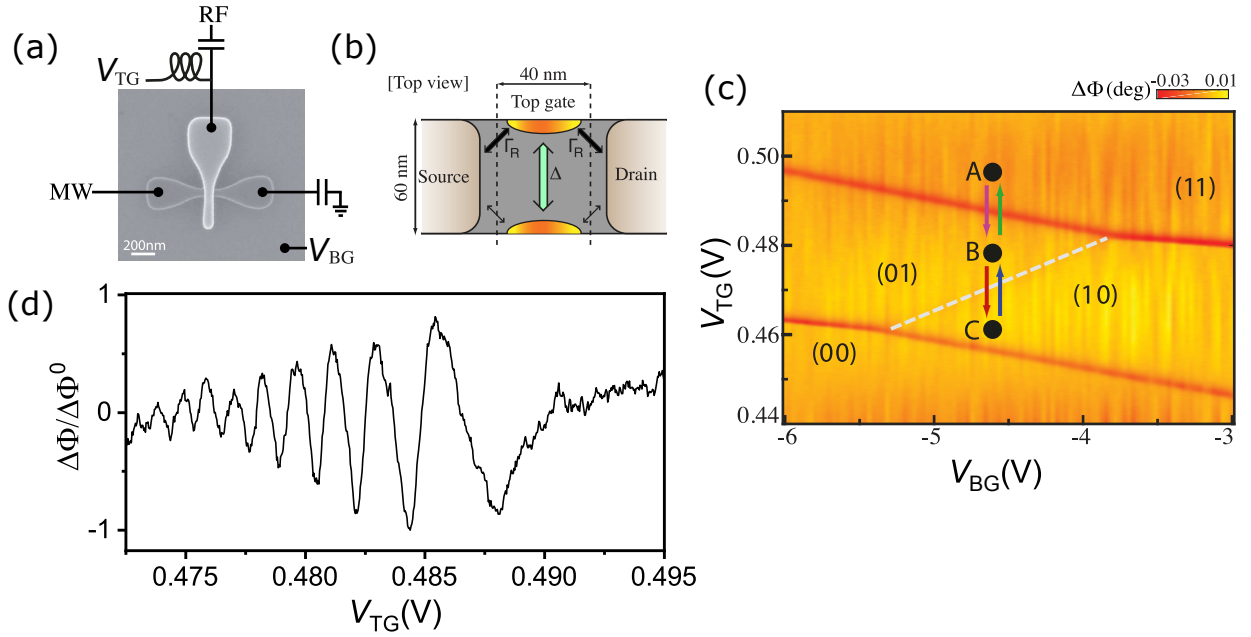 (a)
RF
V_TG
MW
200nm
V_BG
(b)
[Top view]
40 nm
Top gate
Γ_R
Γ_R
60 nm
Source
Δ
Drain
(c)
ΔΦ (deg)
-0.03
0.01
0.50
0.48
0.46
0.44
V_TG(V)
A
B
C
(11)
(01)
(10)
(00)
-6
-5
-4
-3
V_BG(V)
(d)
1
0
-1
ΔΦ/ΔΦ⁰
0.475
0.480
0.485
0.490
0.495
V_TG(V)